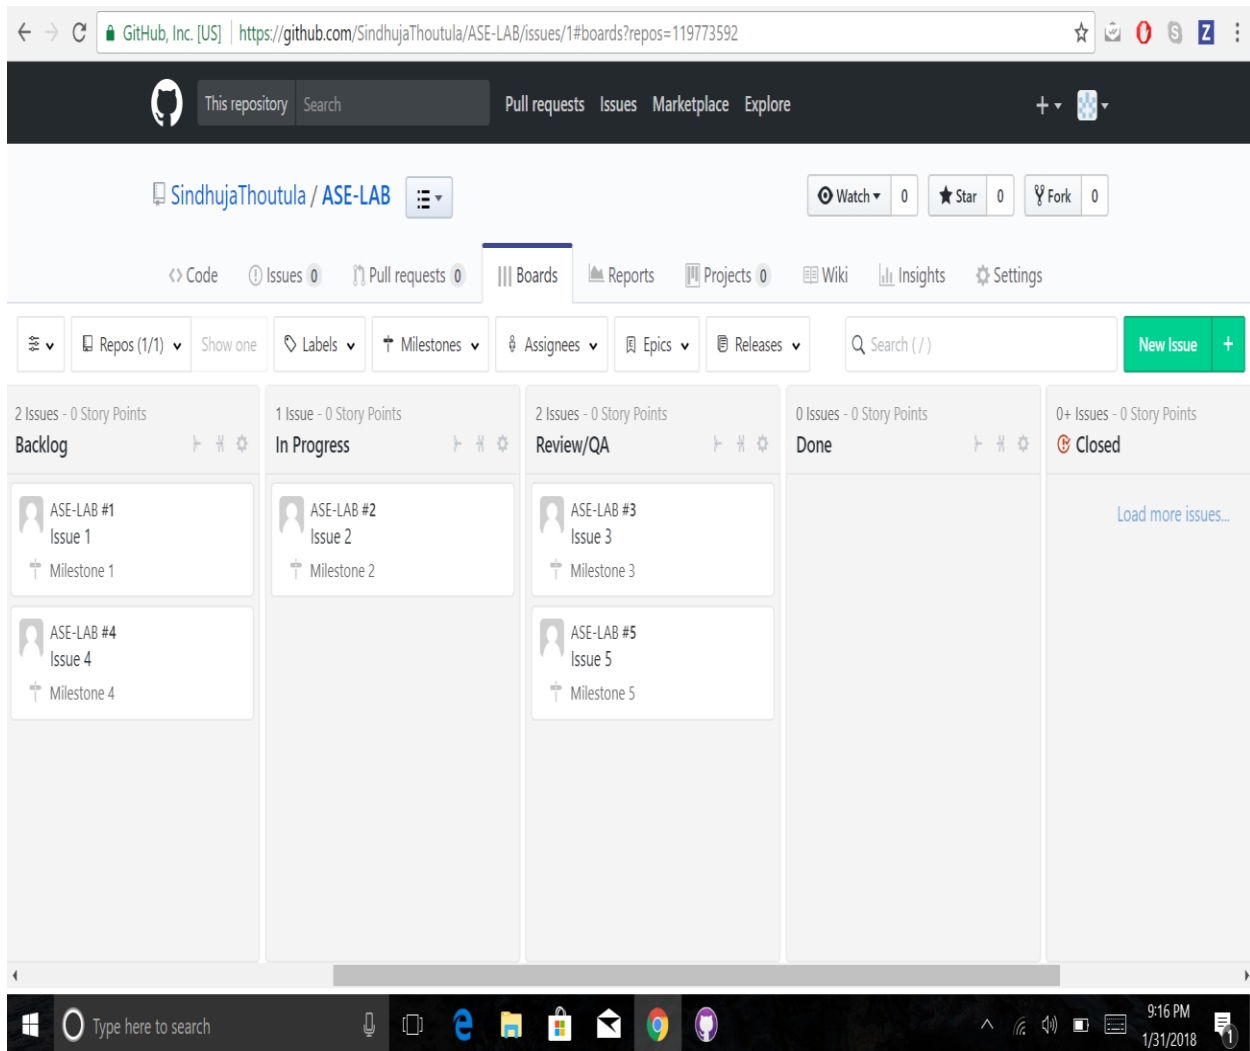 GitHub, Inc. [US] | https://github.com/SindhujaThoutula/ASE-LAB/issues/1#boards?repos=119773592
This repository Search Pull requests Issues Marketplace Explore
SindhujaThoutula / ASE-LAB Watch 0 Star 0 Fork 0
Code Issues 0 Pull requests 0 Boards Reports Projects 0 Wiki Insights Settings
Repos (1/1) Show one Labels Milestones Assignees Epics Releases Search ( / ) New Issue +
2 Issues - 0 Story Points
Backlog
ASE-LAB #1
Issue 1
Milestone 1
ASE-LAB #4
Issue 4
Milestone 4
1 Issue - 0 Story Points
In Progress
ASE-LAB #2
Issue 2
Milestone 2
2 Issues - 0 Story Points
Review/QA
ASE-LAB #3
Issue 3
Milestone 3
ASE-LAB #5
Issue 5
Milestone 5
0 Issues - 0 Story Points
Done
0+ Issues - 0 Story Points
Closed
Load more issues...
Type here to search
9:16 PM
1/31/2018
1